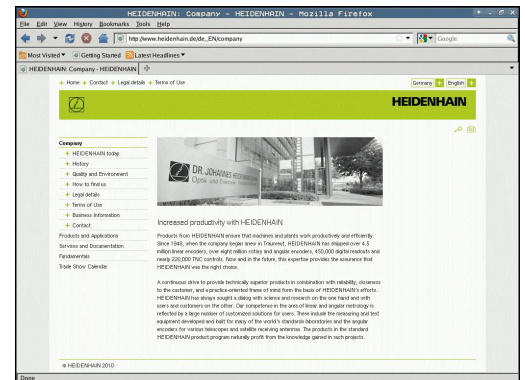 HEIDENHAIN: Company - HEIDENHAIN - Mozilla Firefox
File Edit View History Bookmarks Tools Help
http://www.heidenhain.de/de_EN/company
Google
Most Visited Getting Started Latest Headlines
HEIDENHAIN: Company - HEIDENHAIN
Home + Contact + Legal details + Terms of Use
Germany + English +
HEIDENHAIN
Company
+ HEIDENHAIN today
+ History
+ Quality and Environment
+ How to find us
+ Legal details
+ Terms of Use
+ Business Information
+ Contact
Products and Applications
Services and Documentation
Fundamentals
Trade Show Calendar
DR. JOHANNES HEIDENHAIN
Optik und Elektronik
Increased productivity with HEIDENHAIN
Products from HEIDENHAIN ensure that machines and plants work productively and efficiently.
Since 1948, when the company began anew in Traunreut, HEIDENHAIN has shipped over 4.5
million linear encoders, over eight million rotary and angular encoders, 450,000 digital readouts and
nearly 220,000 TNC controls. Now and in the future, this expertise provides the assurance that
HEIDENHAIN was the right choice.
A continuous drive to provide technically superior products in combination with reliability, closeness
to the customer, and a practice-oriented frame of mind form the basis of HEIDENHAIN's efforts.
HEIDENHAIN has always sought a dialog with science and research on the one hand and with
users and customers on the other. Our competence in the area of linear and angular metrology is
reflected by a large number of customized solutions for users. These include the measuring and test
equipment developed and built for many of the world's standards laboratories and the angular
encoders for various telescopes and satellite receiving antennas. The products in the standard
HEIDENHAIN product program naturally profit from the knowledge gained in such projects.
© HEIDENHAIN 2010
Done